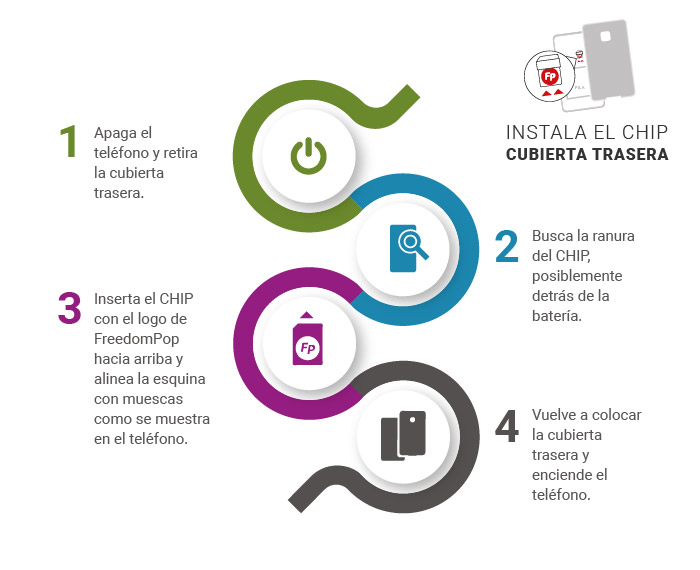 FP
INSTALA EL CHIP
CUBIERTA TRASERA
1
Apaga el
teléfono y retira
la cubierta
trasera.
2
Busca la ranura
del CHIP,
posiblemente
detrás de la
batería.
3
Inserta el CHIP
con el logo de
FreedomPop
hacia arriba y
alinea la esquina
con muescas
como se muestra
en el teléfono.
FP
4
Vuelve a colocar
la cubierta
trasera y
enciende el
teléfono.